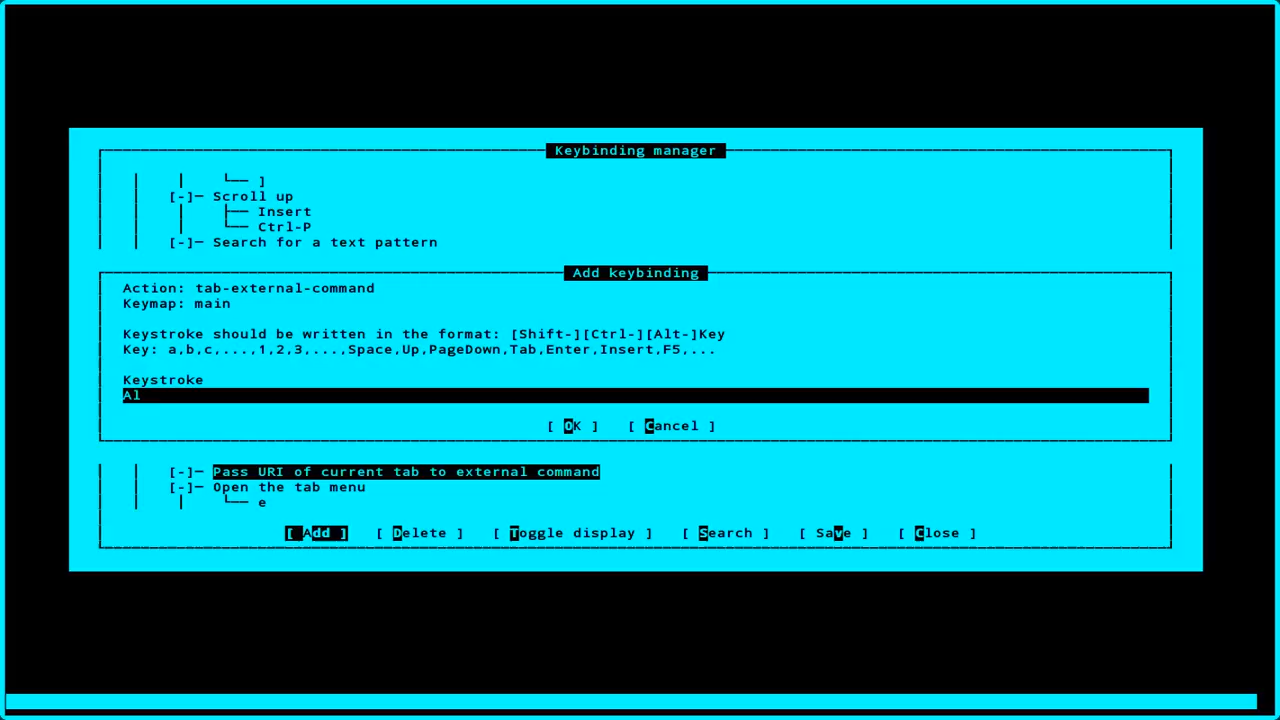 Keybinding manager
]
[-]─ Scroll up
Insert
Ctrl-P
[-]─ Search for a text pattern
Add keybinding
Action: tab-external-command
Keymap: main
Keystroke should be written in the format: [Shift-][Ctrl-][Alt-]Key
Key: a,b,c,...,1,2,3,...,Space,Up,PageDown,Tab,Enter,Insert,F5,...
Keystroke
Al
[ OK ] [ Cancel ]
[-]─ Pass URI of current tab to external command
[-]─ Open the tab menu
e
[ Add ] [ Delete ] [ Toggle display ] [ Search ] [ Save ] [ Close ]